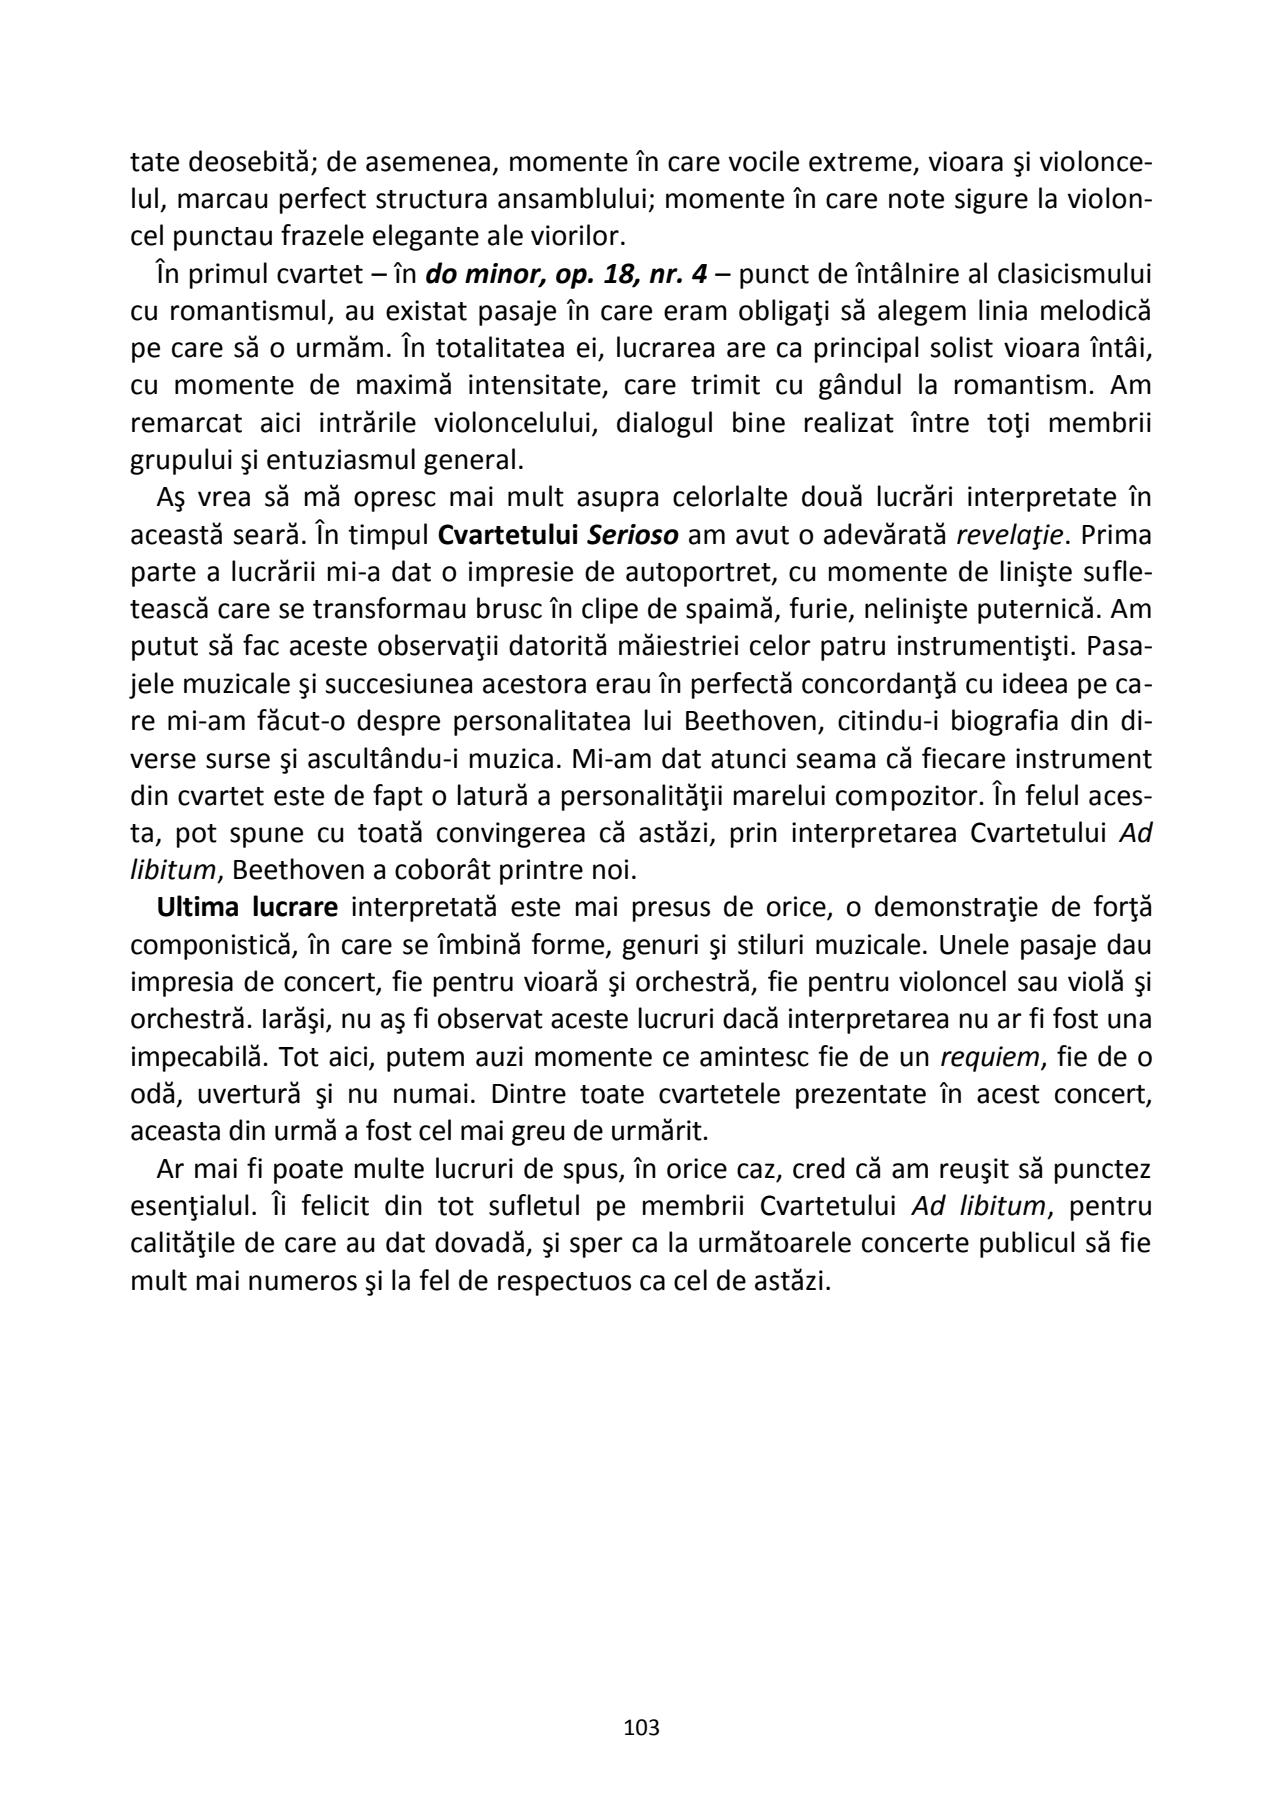 tate deosebită; de asemenea, momente în care vocile extreme, vioara şi violonce-
lul, marcau perfect structura ansamblului; momente în care note sigure la violon-
cel punctau frazele elegante ale viorilor.
În primul cvartet – în do minor, op. 18, nr. 4 – punct de întâlnire al clasicismului
cu romantismul, au existat pasaje în care eram obligaţi să alegem linia melodică
pe care să o urmăm. În totalitatea ei, lucrarea are ca principal solist vioara întâi,
cu momente de maximă intensitate, care trimit cu gândul la romantism. Am
remarcat aici intrările violoncelului, dialogul bine realizat între toţi membrii
grupului şi entuziasmul general.
Aş vrea să mă opresc mai mult asupra celorlalte două lucrări interpretate în
această seară. În timpul Cvartetului Serioso am avut o adevărată revelaţie. Prima
parte a lucrării mi-a dat o impresie de autoportret, cu momente de linişte sufle-
tească care se transformau brusc în clipe de spaimă, furie, nelinişte puternică. Am
putut să fac aceste observaţii datorită măiestriei celor patru instrumentişti. Pasa-
jele muzicale şi succesiunea acestora erau în perfectă concordanţă cu ideea pe ca-
re mi-am făcut-o despre personalitatea lui Beethoven, citindu-i biografia din di-
verse surse şi ascultându-i muzica. Mi-am dat atunci seama că fiecare instrument
din cvartet este de fapt o latură a personalităţii marelui compozitor. În felul aces-
ta, pot spune cu toată convingerea că astăzi, prin interpretarea Cvartetului Ad
libitum, Beethoven a coborât printre noi.
Ultima lucrare interpretată este mai presus de orice, o demonstraţie de forţă
componistică, în care se îmbină forme, genuri şi stiluri muzicale. Unele pasaje dau
impresia de concert, fie pentru vioară şi orchestră, fie pentru violoncel sau violă şi
orchestră. Iarăşi, nu aş fi observat aceste lucruri dacă interpretarea nu ar fi fost una
impecabilă. Tot aici, putem auzi momente ce amintesc fie de un requiem, fie de o
odă, uvertură şi nu numai. Dintre toate cvartetele prezentate în acest concert,
aceasta din urmă a fost cel mai greu de urmărit.
Ar mai fi poate multe lucruri de spus, în orice caz, cred că am reuşit să punctez
esenţialul. Îi felicit din tot sufletul pe membrii Cvartetului Ad libitum, pentru
calităţile de care au dat dovadă, şi sper ca la următoarele concerte publicul să fie
mult mai numeros şi la fel de respectuos ca cel de astăzi.
103